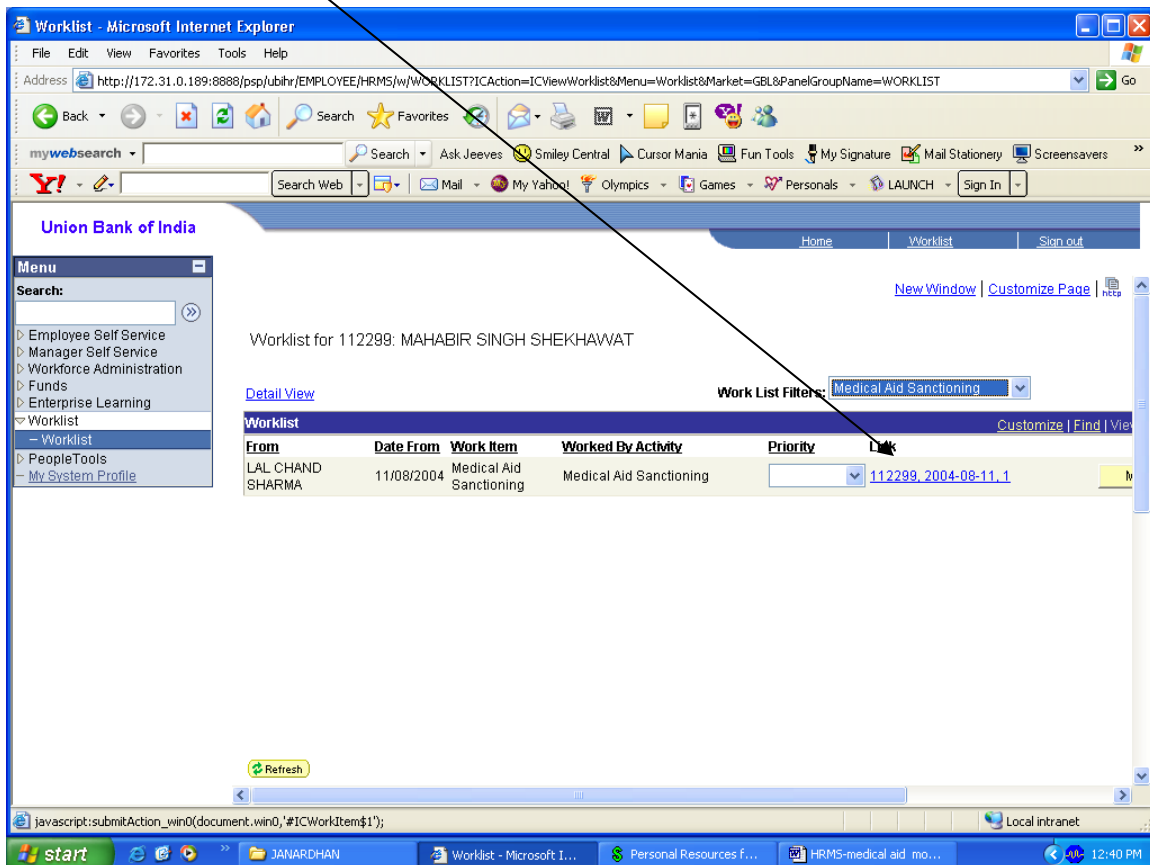 Worklist - Microsoft Internet Explorer
File Edit View Favorites Tools Help
Address http://172.31.0.189:8888/psp/ubihr/EMPLOYEE/HRMS/w/WORKLIST?ICAction=ICViewWorklist&Menu=Worklist&Market=GBL&PanelGroupName=WORKLIST Go
Back Search Favorites
mywebsearch Search Ask Jeeves Smiley Central Cursor Mania Fun Tools My Signature Mail Stationery Screensavers »
Y! Search Web Mail My Yahoo! Olympics Games Personals LAUNCH Sign In
Union Bank of India
Home Worklist Sign out
Menu
Search:
Employee Self Service
Manager Self Service
Workforce Administration
Funds
Enterprise Learning
Worklist
– Worklist
PeopleTools
– My System Profile
New Window | Customize Page | http
Worklist for 112299: MAHABIR SINGH SHEKHAWAT
Detail View Work List Filters: Medical Aid Sanctioning
Worklist Customize | Find | View
From Date From Work Item Worked By Activity Priority Link
LAL CHAND SHARMA 11/08/2004 Medical Aid Sanctioning Medical Aid Sanctioning 112299, 2004-08-11, 1
Refresh
javascript:submitAction_win0(document.win0,'#ICWorkItem$1'); Local intranet
start » JANARDHAN Worklist - Microsoft I... Personal Resources f... HRMS-medical aid mo... 12:40 PM